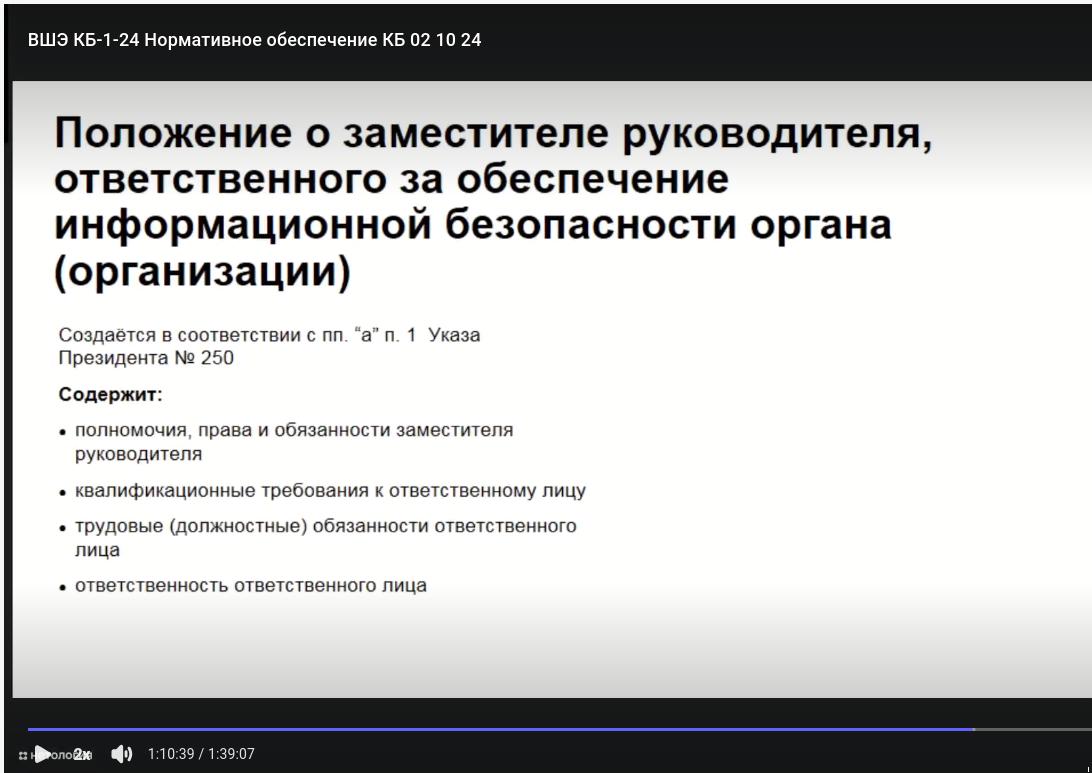 ВШЭ КБ-1-24 Нормативное обеспечение КБ 02 10 24
Положение о заместителе руководителя,
ответственного за обеспечение
информационной безопасности органа
(организации)
Создаётся в соответствии с пп. “а” п. 1 Указа
Президента № 250
Содержит:
• полномочия, права и обязанности заместителя
руководителя
• квалификационные требования к ответственному лицу
• трудовые (должностные) обязанности ответственного
лица
• ответственность ответственного лица
2x 1:10:39 / 1:39:07